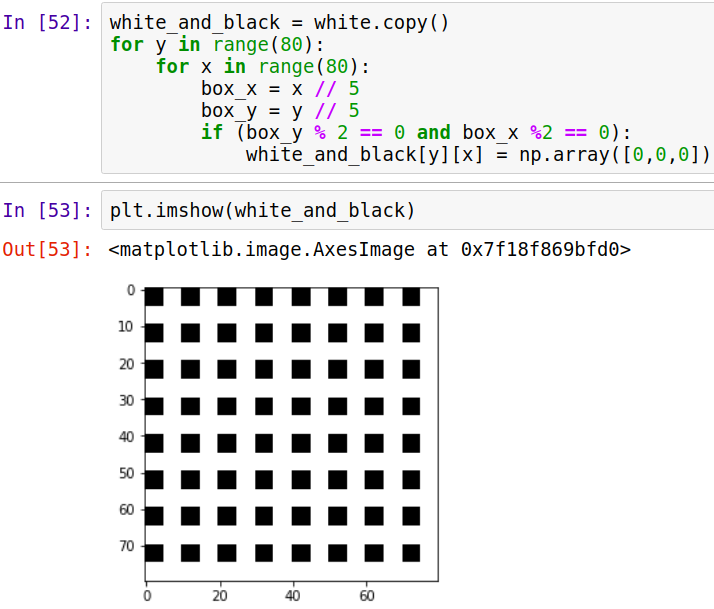 In [52]: white_and_black = white.copy()
for y in range(80):
    for x in range(80):
        box_x = x // 5
        box_y = y // 5
        if (box_y % 2 == 0 and box_x %2 == 0):
            white_and_black[y][x] = np.array([0,0,0])
In [53]: plt.imshow(white_and_black)
Out[53]: <matplotlib.image.AxesImage at 0x7f18f869bfd0>
0
10
20
30
40
50
60
70
0 20 40 60